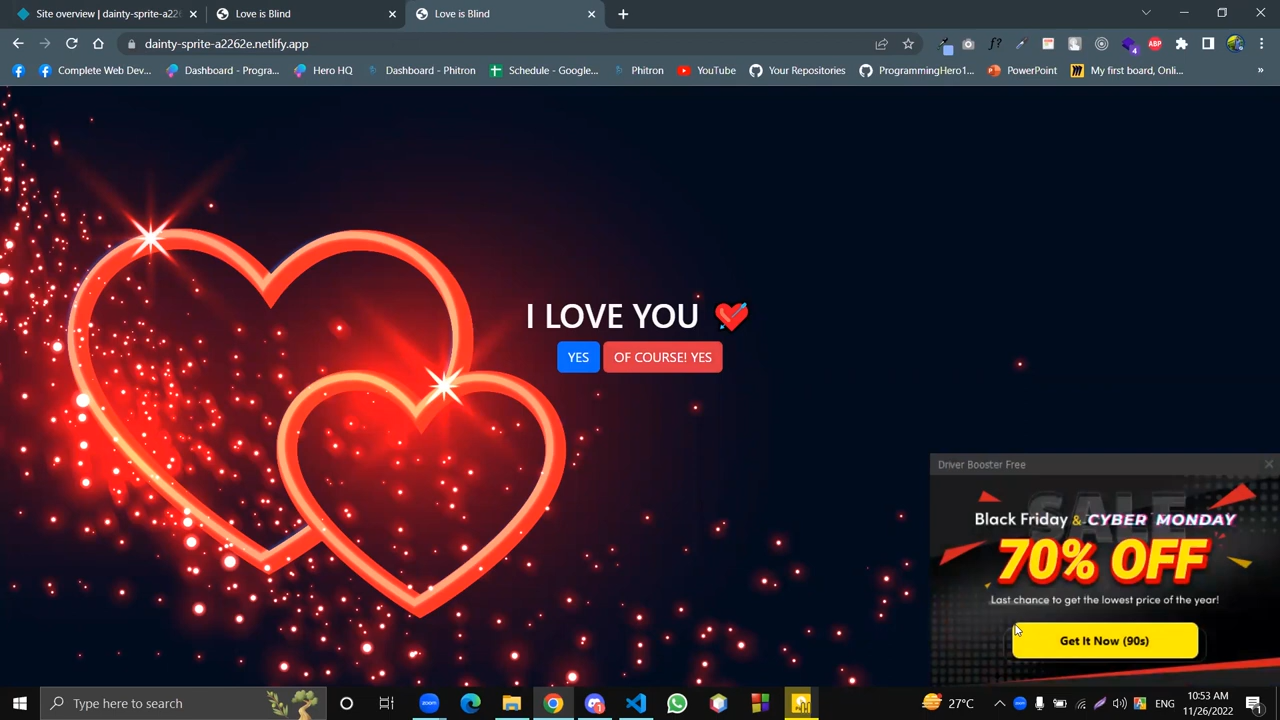 Site overview | dainty-sprite-a226
Love is Blind
Love is Blind
dainty-sprite-a2262e.netlify.app
Complete Web Dev...
Dashboard - Progra...
Hero HQ
Dashboard - Phitron
Schedule - Google...
Phitron
YouTube
Your Repositories
ProgrammingHero1...
PowerPoint
My first board, Onli...
I LOVE YOU 💘
YES
OF COURSE! YES
Driver Booster Free
SALE
Black Friday & CYBER MONDAY
70% OFF
Last chance to get the lowest price of the year!
Get It Now (90s)
Type here to search
zoom
27°C
ENG
10:53 AM
11/26/2022